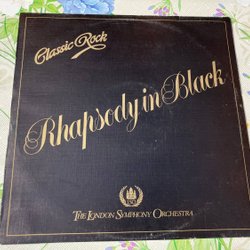 Classic Rock
Rhapsody in Black
THE LONDON SYMPHONY ORCHESTRA